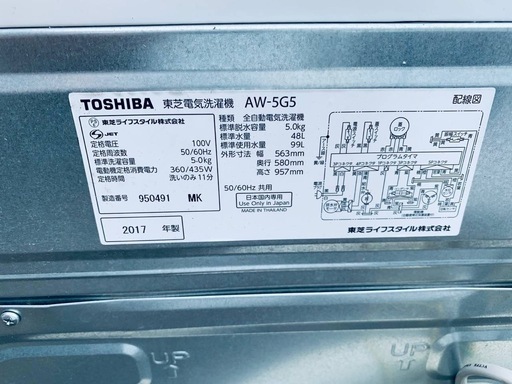 TOSHIBA 東芝電気洗濯機 AW-5G5 配線図
東芝ライフスタイル株式会社
JET
定格電圧 100V
定格周波数 50/60Hz
標準洗濯容量 5.0kg
電動機定格消費電力 360/435W
定格時間 洗いのみ11分
製造番号 950491 MK
2017 年製
種類 全自動電気洗濯機
標準脱水容量 5.0kg
標準水量 48L
標準使用水量 99L
外形寸法 幅 563mm
奥行 580mm
高さ 957mm
50/60Hz 共用
日本国内専用
Use Only in Japan
MADE IN THAILAND
蓋
ロック
プログラムタイマ
東芝ライフスタイル株式会社
UP
UP